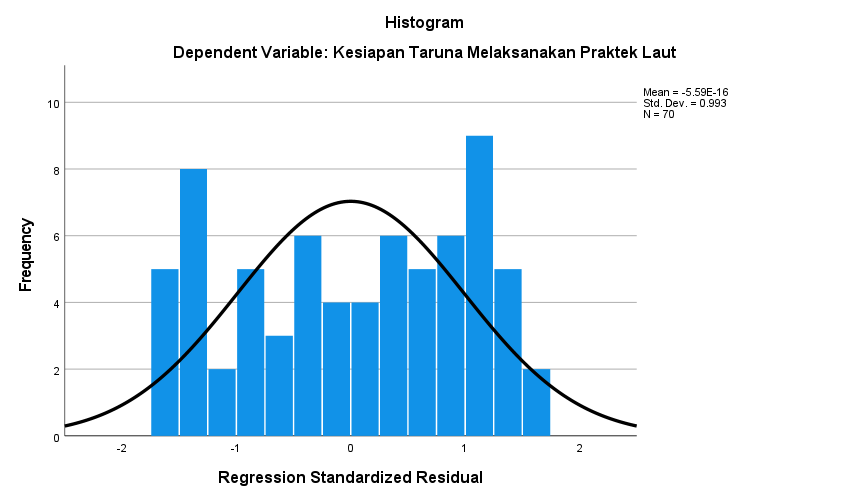 Histogram
Dependent Variable: Kesiapan Taruna Melaksanakan Praktek Laut
Mean = -5.59E-16
Std. Dev. = 0.993
N = 70
Frequency
10
8
6
4
2
0
-2 -1 0 1 2
Regression Standardized Residual